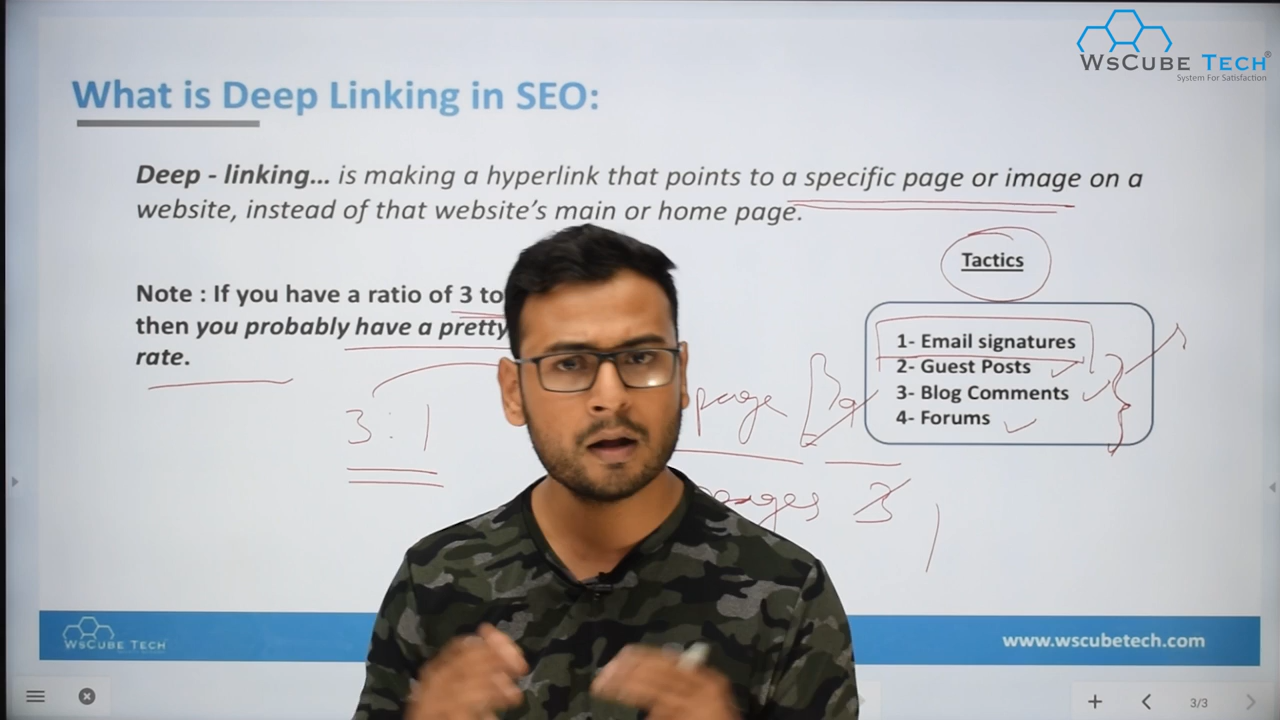 WSCUBE TECH®
System For Satisfaction
What is Deep Linking in SEO:
Deep - linking... is making a hyperlink that points to a specific page or image on a
website, instead of that website's main or home page.
Tactics
Note : If you have a ratio of 3 to
then you probably have a pretty
rate.
1- Email signatures
2- Guest Posts
3- Blog Comments
4- Forums
3:1
page
pages 3
WSCUBE TECH
www.wscubetech.com
3/3